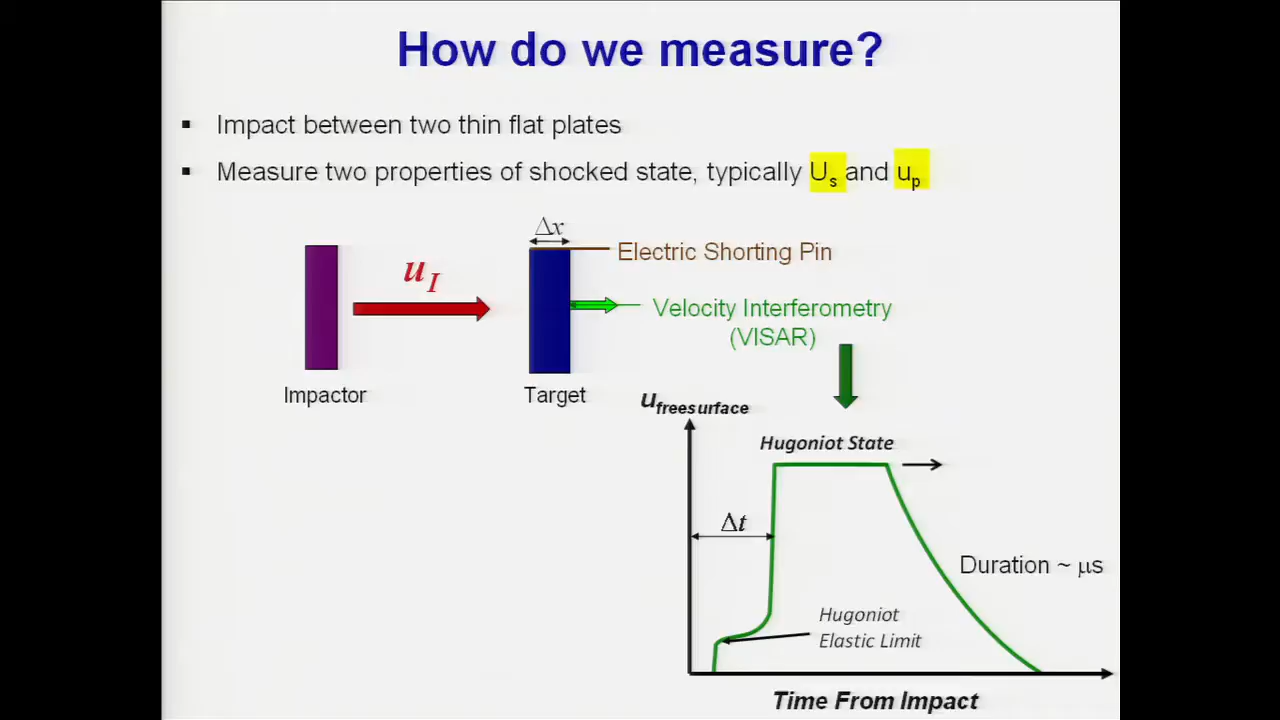 How do we measure?
▪ Impact between two thin flat plates
▪ Measure two properties of shocked state, typically Us and up
Δx
Electric Shorting Pin
uI
Velocity Interferometry
(VISAR)
Impactor
Target
ufreesurface
Hugoniot State
Δt
Duration ~ μs
Hugoniot
Elastic Limit
Time From Impact